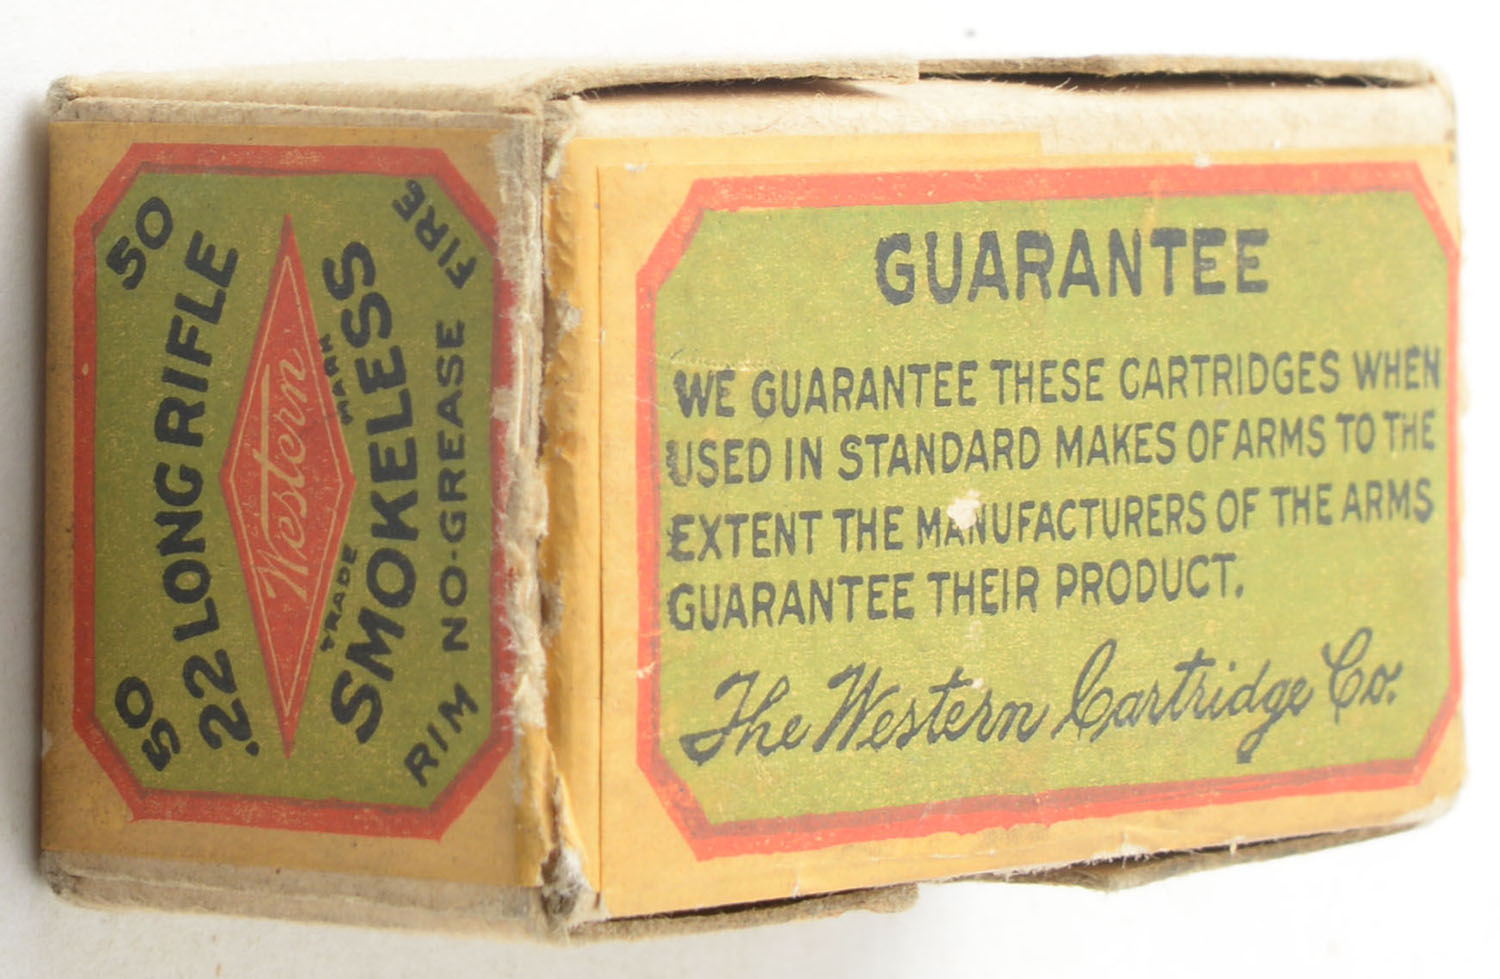 50 50
.22 LONG RIFLE
Western
TRADE MARK
SMOKELESS
NO-GREASE
RIM FIRE
GUARANTEE
WE GUARANTEE THESE CARTRIDGES WHEN
USED IN STANDARD MAKES OF ARMS TO THE
EXTENT THE MANUFACTURERS OF THE ARMS
GUARANTEE THEIR PRODUCT.
The Western Cartridge Co.